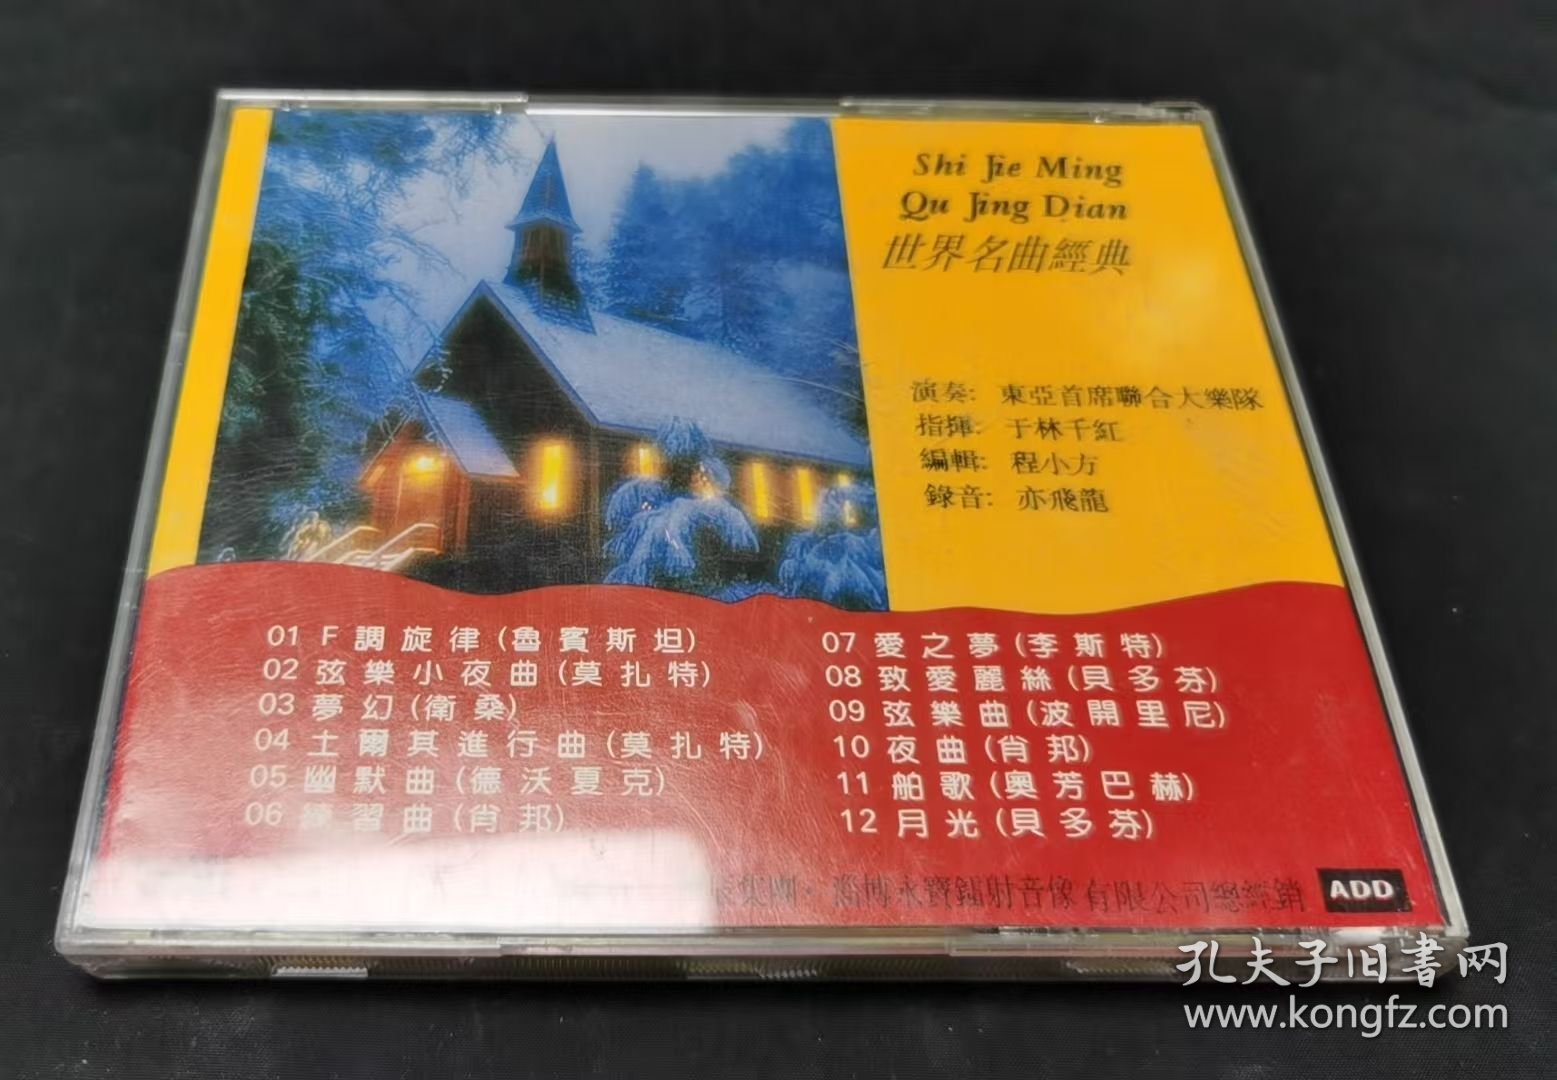 Shi Jie Ming
Qu Jing Dian
世界名曲經典
演奏: 東亞首席聯合大樂隊
指揮: 于林千紅
編輯: 程小方
錄音: 亦飛龍
01 F調旋律(魯賓斯坦)
02 弦樂小夜曲(莫扎特)
03 夢幻(衛桑)
04 土爾其進行曲(莫扎特)
05 幽默曲(德沃夏克)
06 練習曲(肖邦)
07 愛之夢(李斯特)
08 致愛麗絲(貝多芬)
09 弦樂曲(波開里尼)
10 夜曲(肖邦)
11 船歌(奧芳巴赫)
12 月光(貝多芬)
集團·淄博永寶鐳射音像有限公司總經銷
ADD
孔夫子旧书网
www.kongfz.com